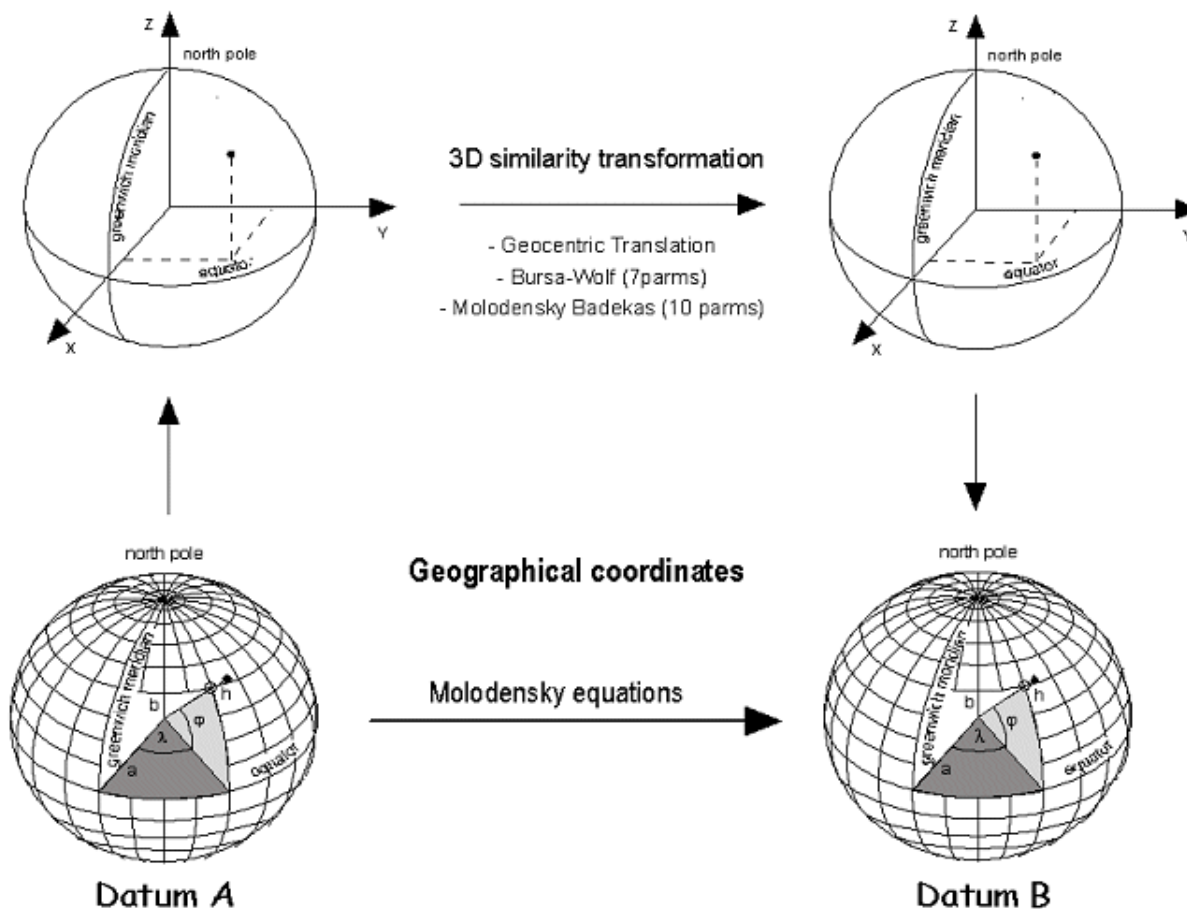 Z
north pole
greenwich meridian
equator
Y
X
3D similarity transformation
- Geocentric Translation
- Bursa-Wolf (7parms)
- Molodensky Badekas (10 parms)
Z
north pole
greenwich meridian
equator
Y
X
north pole
greenwich meridian
b
h
φ
λ
a
equator
Datum A
Geographical coordinates
Molodensky equations
north pole
greenwich meridian
b
h
φ
λ
a
equator
Datum B